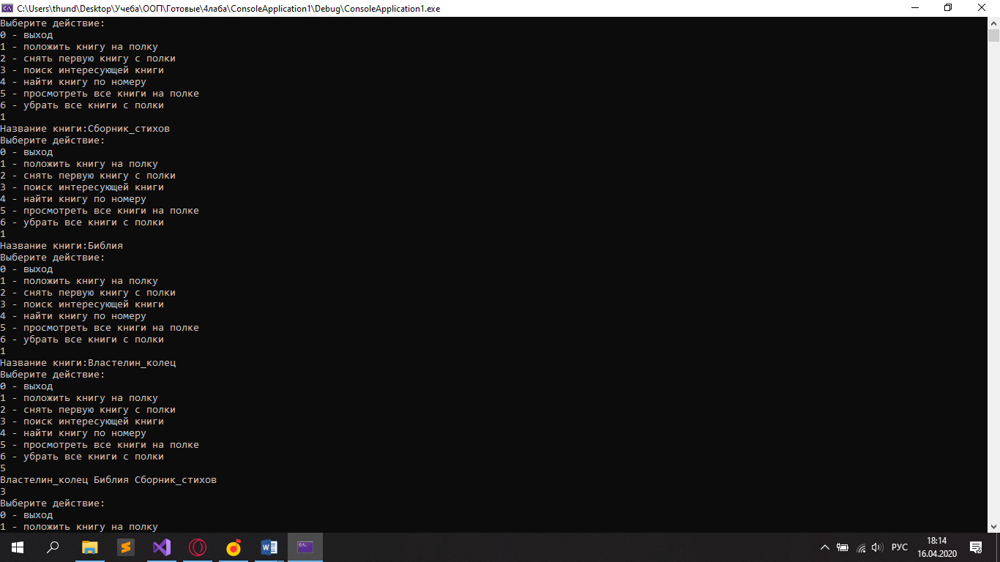 C:\Users\thund\Desktop\Учеба\ООП\Готовые\4лаба\ConsoleApplication1\Debug\ConsoleApplication1.exe
Выберите действие:
0 - выход
1 - положить книгу на полку
2 - снять первую книгу с полки
3 - поиск интересующей книги
4 - найти книгу по номеру
5 - просмотреть все книги на полке
6 - убрать все книги с полки
1
Название книги:Сборник_стихов
Выберите действие:
0 - выход
1 - положить книгу на полку
2 - снять первую книгу с полки
3 - поиск интересующей книги
4 - найти книгу по номеру
5 - просмотреть все книги на полке
6 - убрать все книги с полки
1
Название книги:Библия
Выберите действие:
0 - выход
1 - положить книгу на полку
2 - снять первую книгу с полки
3 - поиск интересующей книги
4 - найти книгу по номеру
5 - просмотреть все книги на полке
6 - убрать все книги с полки
1
Название книги:Властелин_колец
Выберите действие:
0 - выход
1 - положить книгу на полку
2 - снять первую книгу с полки
3 - поиск интересующей книги
4 - найти книгу по номеру
5 - просмотреть все книги на полке
6 - убрать все книги с полки
5
Властелин_колец Библия Сборник_стихов
3
Выберите действие:
0 - выход
1 - положить книгу на полку
РУС
18:14
16.04.2020